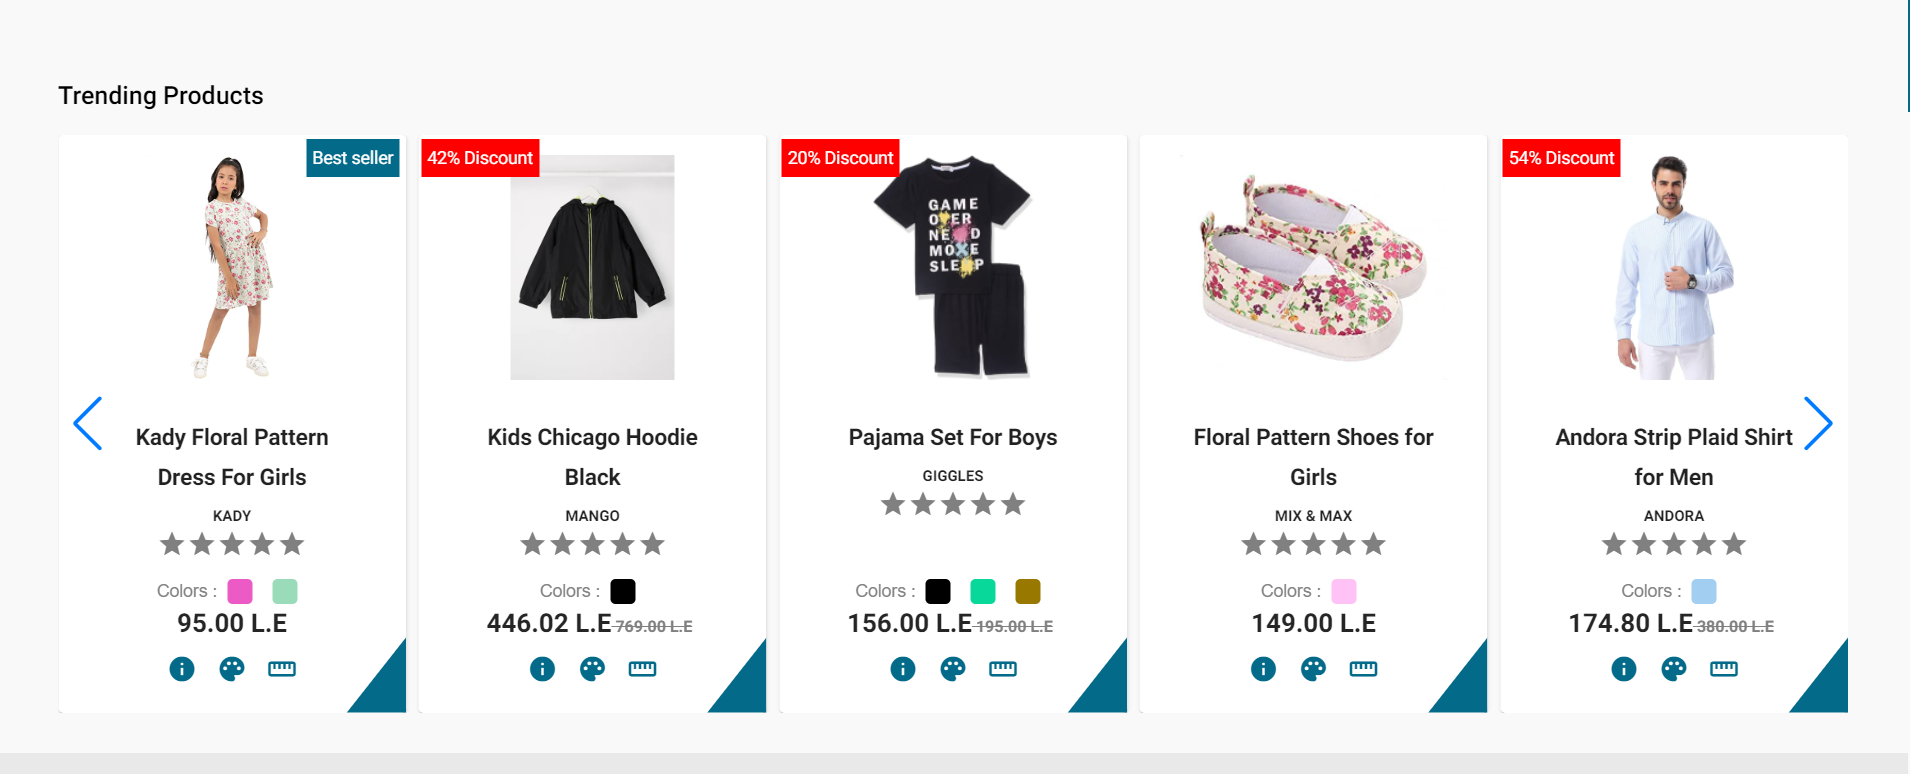 Trending Products
Best seller
Kady Floral Pattern
Dress For Girls
KADY
Colors :
95.00 L.E
42% Discount
Kids Chicago Hoodie
Black
MANGO
Colors :
446.02 L.E 769.00 L.E
20% Discount
GAME
OVER
NEED
MOXE
SLEEP
Pajama Set For Boys
GIGGLES
Colors :
156.00 L.E 195.00 L.E
Floral Pattern Shoes for
Girls
MIX & MAX
Colors :
149.00 L.E
54% Discount
Andora Strip Plaid Shirt
for Men
ANDORA
Colors :
174.80 L.E 380.00 L.E